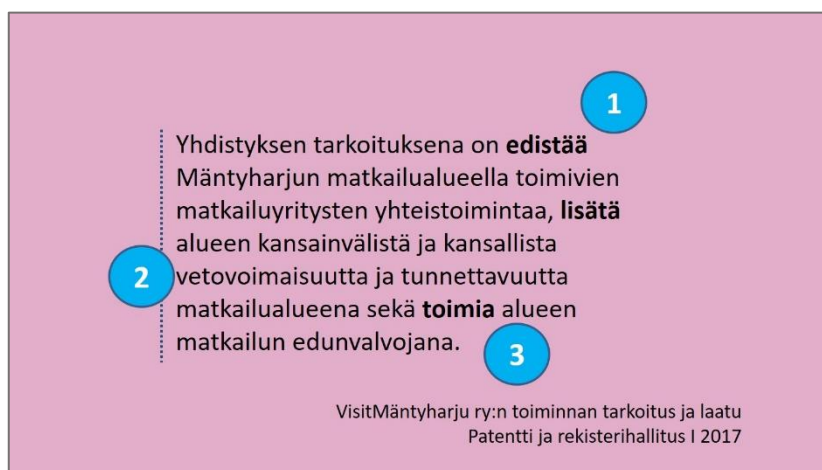 1
Yhdistyksen tarkoituksena on edistää
Mäntyharjun matkailualueella toimivien
matkailuyritysten yhteistoimintaa, lisätä
alueen kansainvälistä ja kansallista
2
vetovoimaisuutta ja tunnettavuutta
matkailualueena sekä toimia alueen
matkailun edunvalvojana.
3
VisitMäntyharju ry:n toiminnan tarkoitus ja laatu
Patentti ja rekisterihallitus I 2017